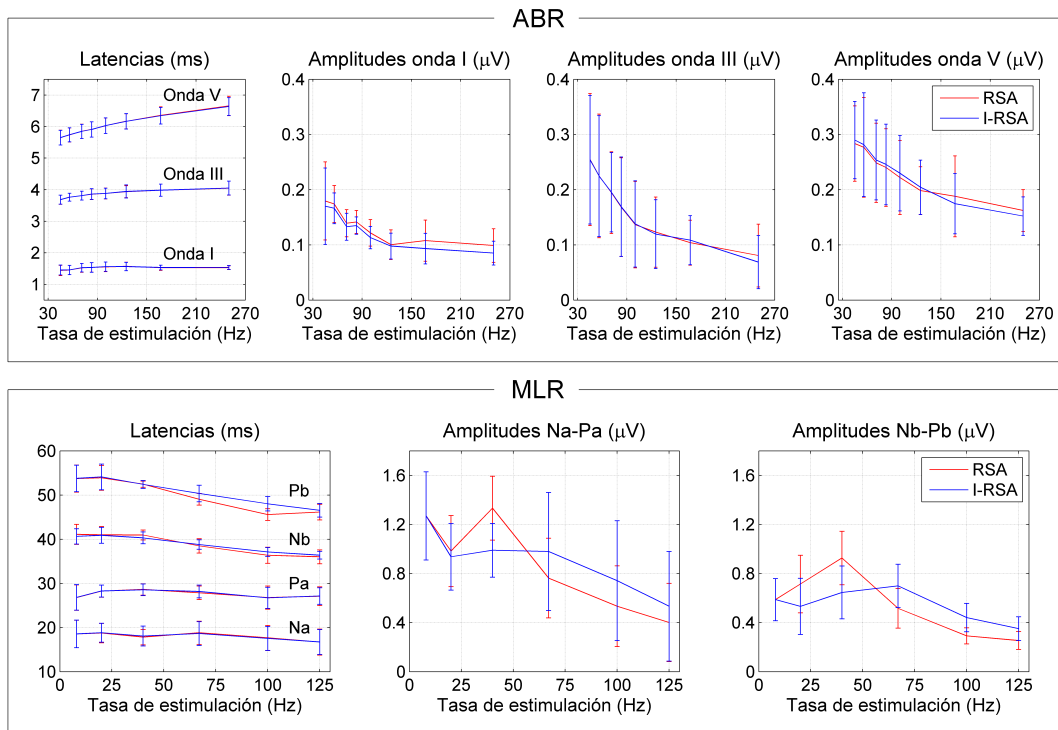 ABR
Latencias (ms)
Amplitudes onda I (μV)
Amplitudes onda III (μV)
Amplitudes onda V (μV)
7
6
5
4
3
2
1
Onda V
Onda III
Onda I
30 90 150 210 270
Tasa de estimulación (Hz)
0.4
0.3
0.2
0.1
0
30 90 150 210 270
Tasa de estimulación (Hz)
0.4
0.3
0.2
0.1
0
30 90 150 210 270
Tasa de estimulación (Hz)
0.4
0.3
0.2
0.1
0
RSA
I-RSA
30 90 150 210 270
Tasa de estimulación (Hz)
MLR
Latencias (ms)
Amplitudes Na-Pa (μV)
Amplitudes Nb-Pb (μV)
60
50
40
30
20
10
Pb
Nb
Pa
Na
0 25 50 75 100 125
Tasa de estimulación (Hz)
1.6
1.2
0.8
0.4
0
0 25 50 75 100 125
Tasa de estimulación (Hz)
1.6
1.2
0.8
0.4
0
RSA
I-RSA
0 25 50 75 100 125
Tasa de estimulación (Hz)